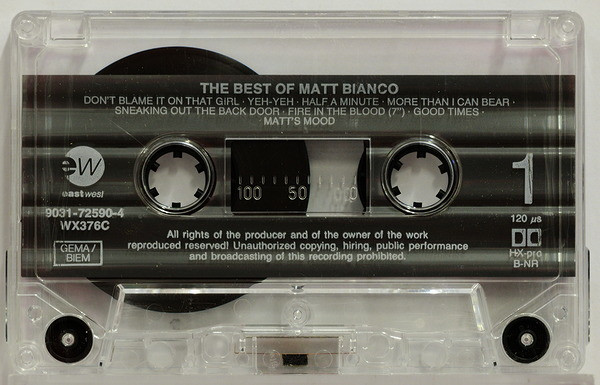 THE BEST OF MATT BIANCO
DON'T BLAME IT ON THAT GIRL · YEH-YEH · HALF A MINUTE · MORE THAN I CAN BEAR ·
SNEAKING OUT THE BACK DOOR · FIRE IN THE BLOOD (7") · GOOD TIMES ·
MATT'S MOOD
ew
eastwest
100 50 0
1
9031-72590-4
WX376C
GEMA/
BIEM
All rights of the producer and of the owner of the work
reproduced reserved! Unauthorized copying, hiring, public performance
and broadcasting of this recording prohibited.
120 µs
HX-pro
B-NR